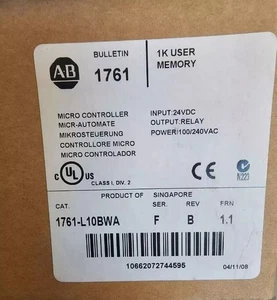 AB
BULLETIN
1761
1K USER
MEMORY
MICRO CONTROLLER
MICR-AUTOMATE
MIKROSTEUERUNG
CONTROLLORE MICRO
MICRO CONTROLADOR
INPUT:24VDC
OUTPUT:RELAY
POWER:100/240VAC
C UL US
CLASS I, DIV. 2
CE
N223
PRODUCT OF SINGAPORE
CAT. SER. REV FRN
1761-L10BWA F B 1.1
10662072744595
04/11/08